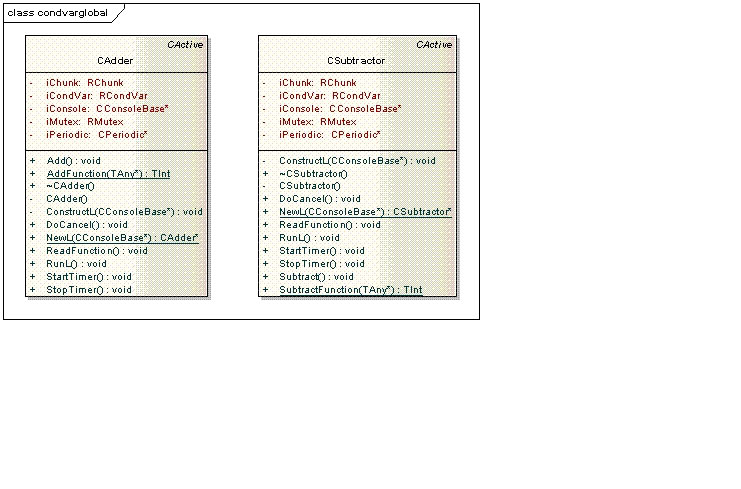 class condvarglobal
CActive
CAdder
- iChunk: RChunk
- iCondVar: RCondVar
- iConsole: CConsoleBase*
- iMutex: RMutex
- iPeriodic: CPeriodic*
+ Add() : void
+ AddFunction(TAny*) : TInt
+ ~CAdder()
- CAdder()
- ConstructL(CConsoleBase*) : void
+ DoCancel() : void
+ NewL(CConsoleBase*) : CAdder*
+ ReadFunction() : void
+ RunL() : void
+ StartTimer() : void
+ StopTimer() : void
CActive
CSubtractor
- iChunk: RChunk
- iCondVar: RCondVar
- iConsole: CConsoleBase*
- iMutex: RMutex
- iPeriodic: CPeriodic*
- ConstructL(CConsoleBase*) : void
+ ~CSubtractor()
- CSubtractor()
+ DoCancel() : void
+ NewL(CConsoleBase*) : CSubtractor*
+ ReadFunction() : void
+ RunL() : void
+ StartTimer() : void
+ StopTimer() : void
+ Subtract() : void
+ SubtractFunction(TAny*) : TInt